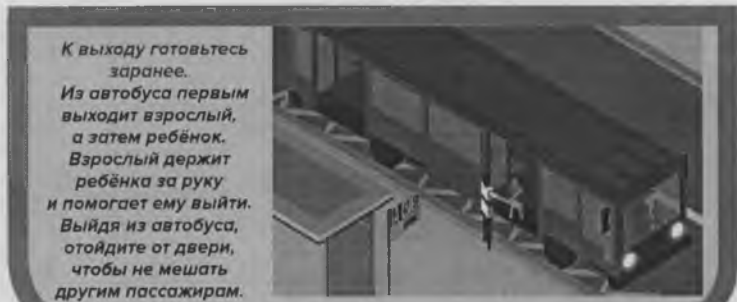 К выходу готовьтесь
заранее.
Из автобуса первым
выходит взрослый,
а затем ребёнок.
Взрослый держит
ребёнка за руку
и помогает ему выйти.
Выйдя из автобуса,
отойдите от двери,
чтобы не мешать
другим пассажирам.